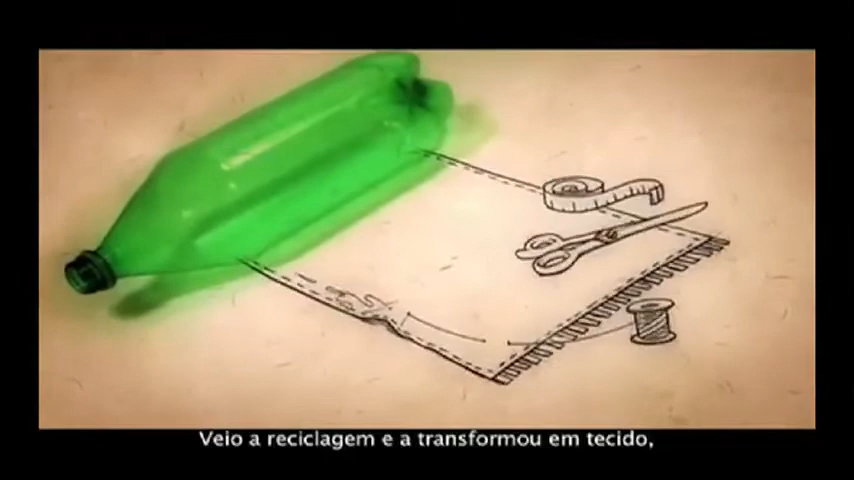 Veio a reciclagem e a transformou em tecido,